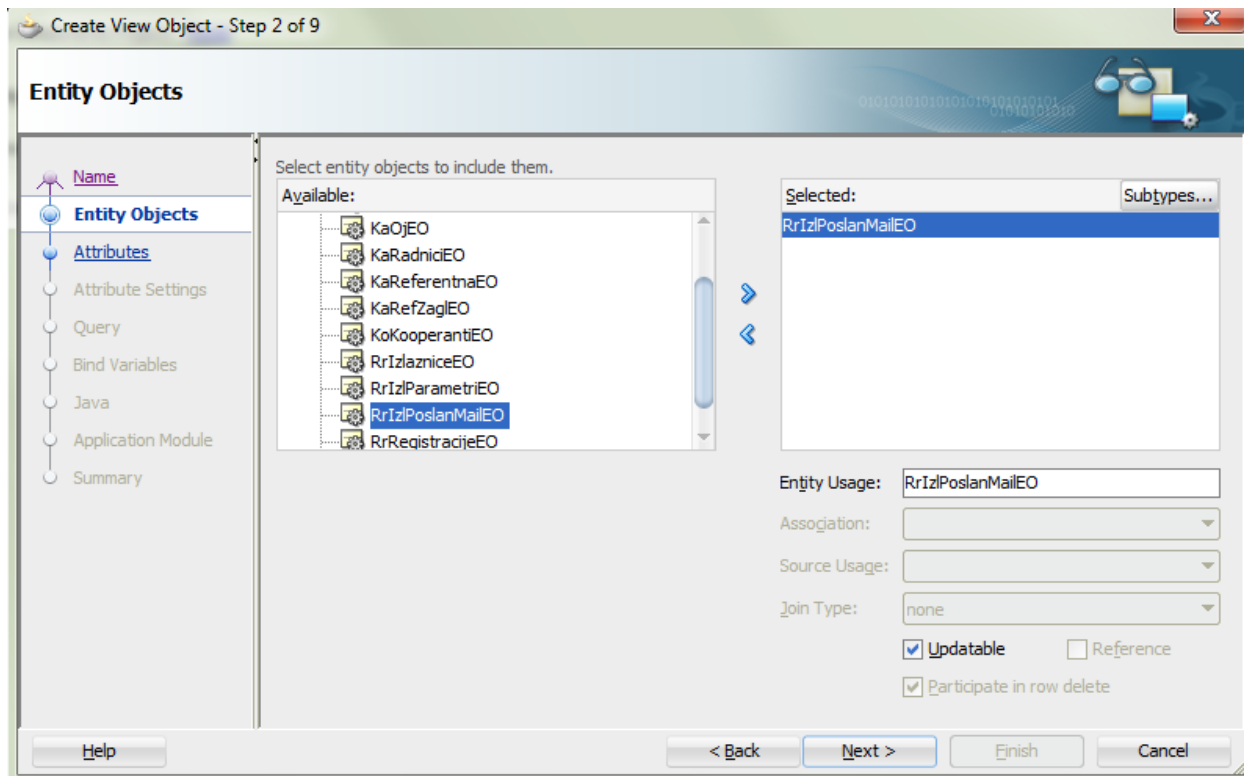 Create View Object - Step 2 of 9
Entity Objects
Name
Entity Objects
Attributes
Attribute Settings
Query
Bind Variables
Java
Application Module
Summary
Select entity objects to include them.
Available:
KaOjEO
KaRadniciEO
KaReferentnaEO
KaRefZaglEO
KoKooperantiEO
RrIzlazniceEO
RrIzlParametriEO
RrIzlPoslanMailEO
RrRegistracijeEO
Selected:
Subtypes...
RrIzlPoslanMailEO
Entity Usage: RrIzlPoslanMailEO
Association:
Source Usage:
Join Type: none
Updatable Reference
Participate in row delete
Help < Back Next > Finish Cancel